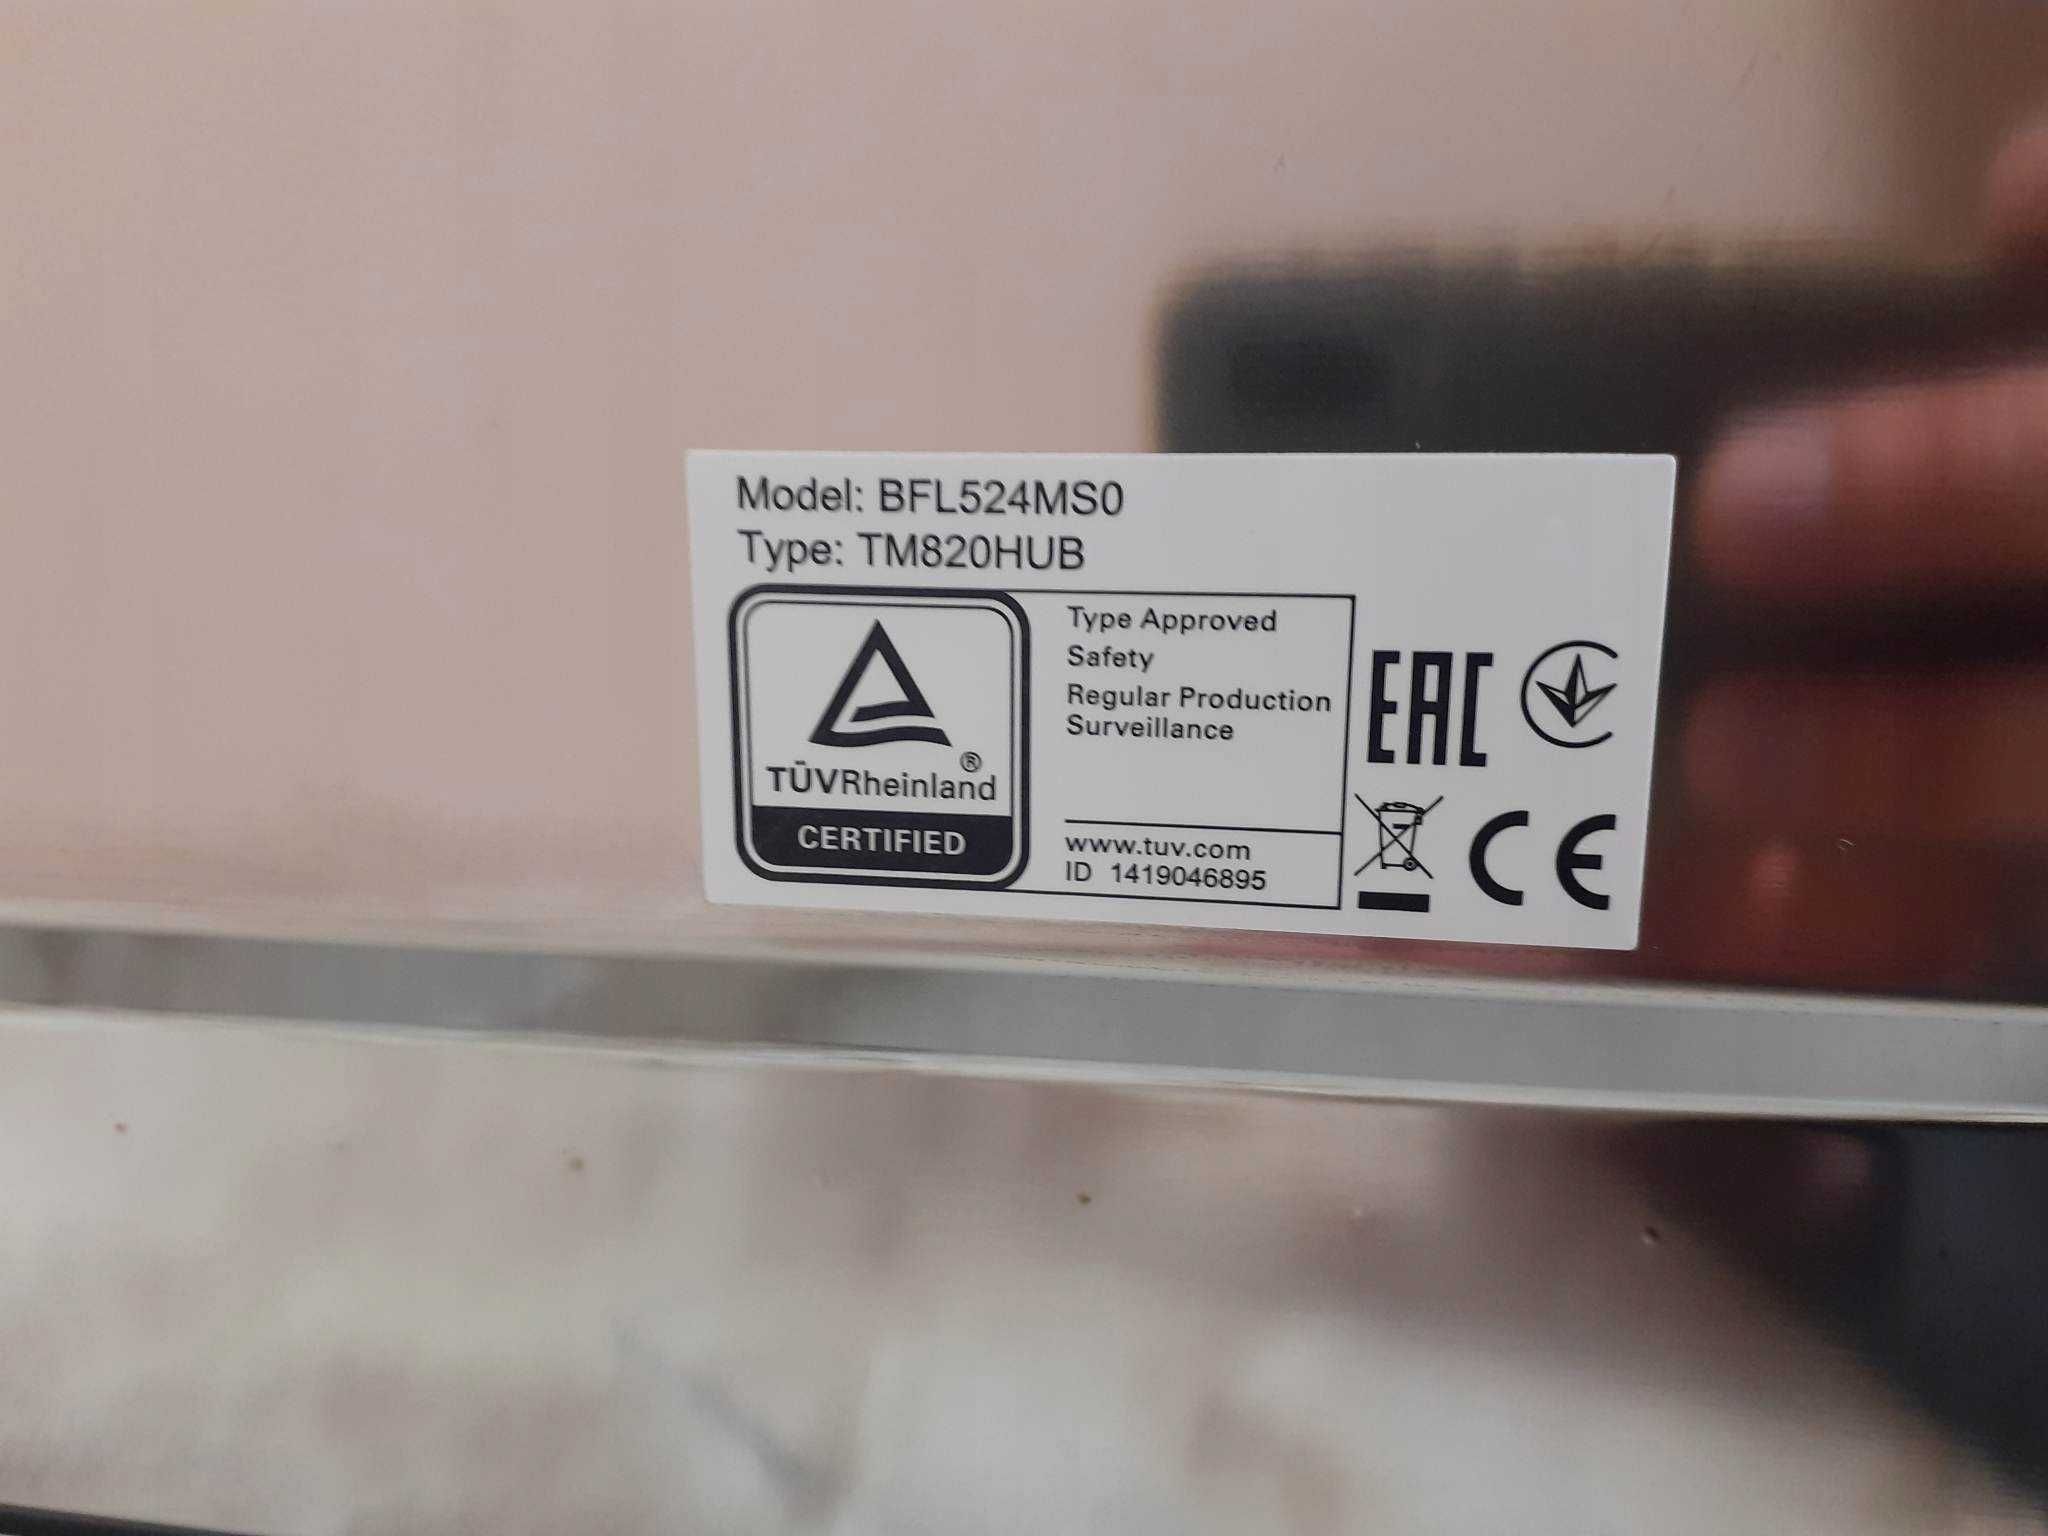 Model: BFL524MS0
Type: TM820HUB
TÜVRheinland®
CERTIFIED
Type Approved
Safety
Regular Production
Surveillance
www.tuv.com
ID 1419046895
EAC
CE